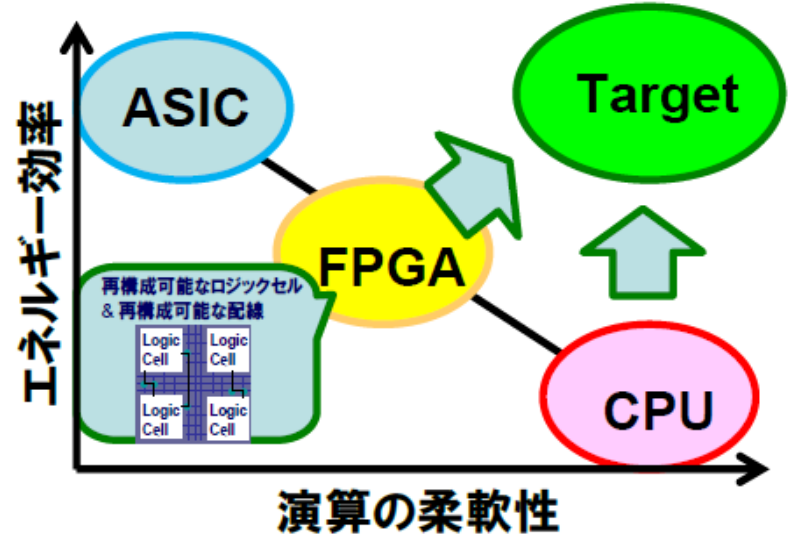 エネルギー効率
ASIC
Target
FPGA
再構成可能なロジックセル
& 再構成可能な配線
Logic
Cell
Logic
Cell
Logic
Cell
Logic
Cell
CPU
演算の柔軟性